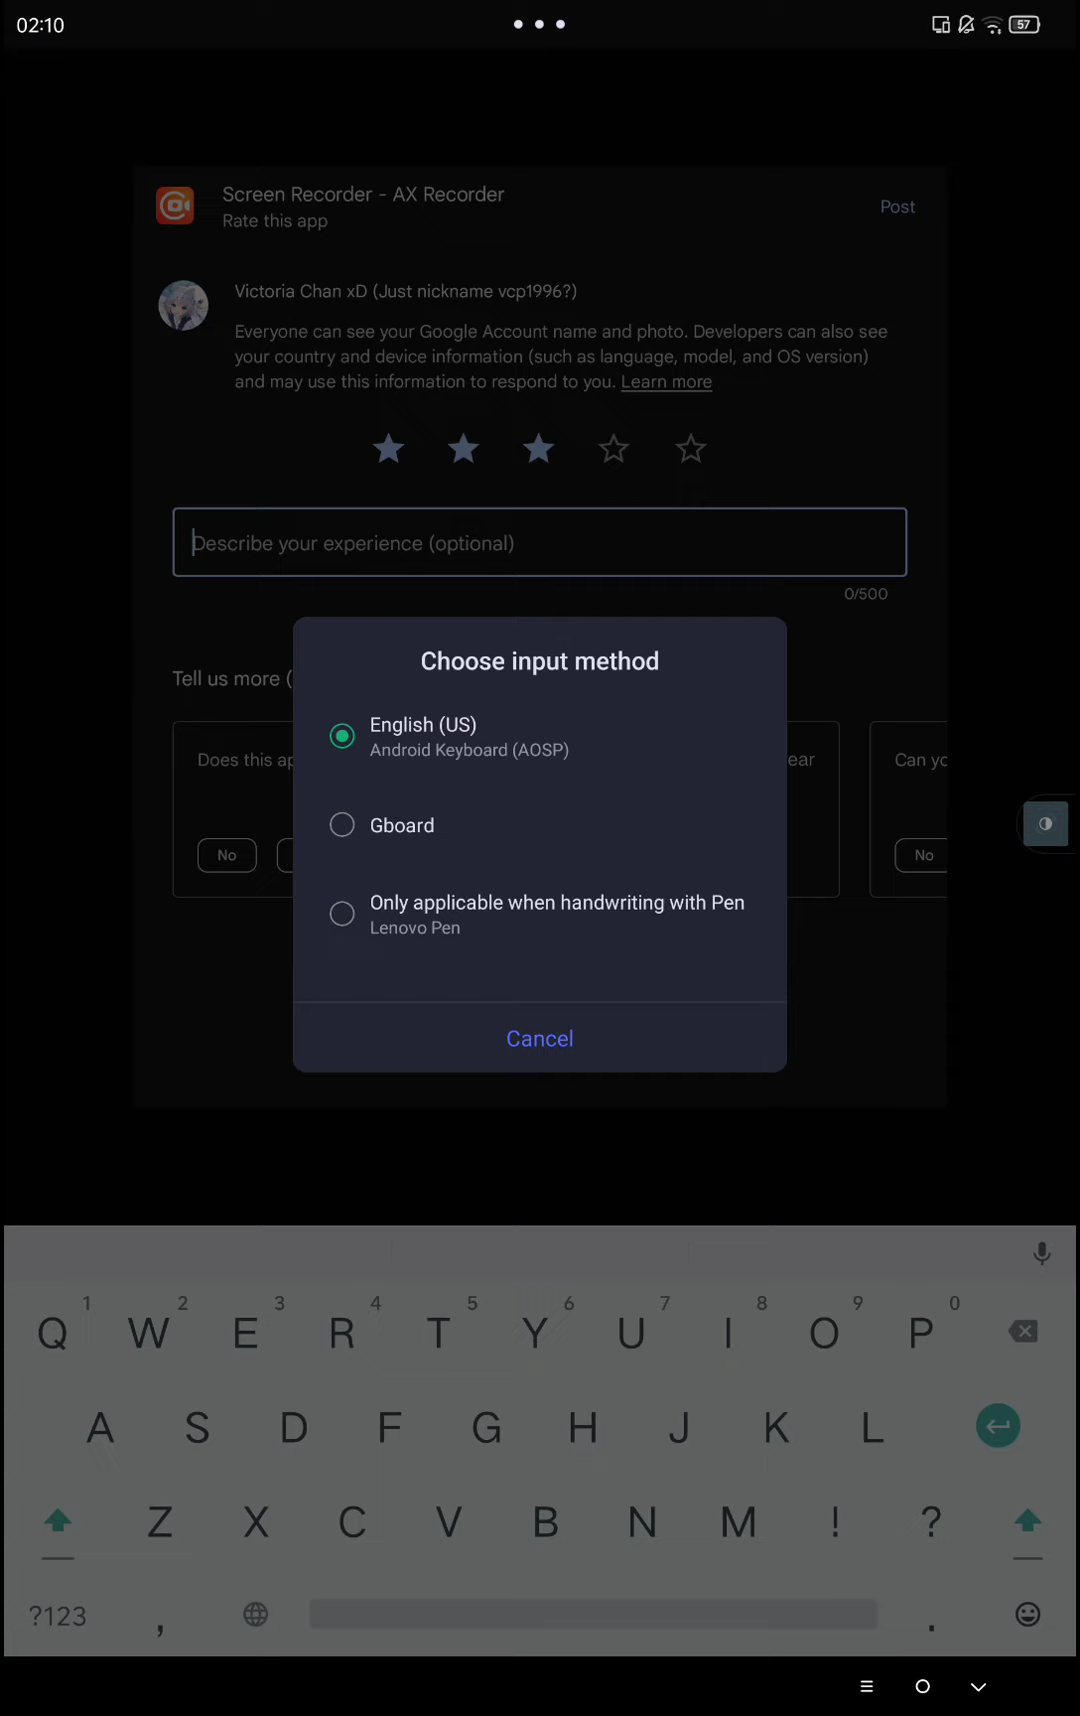 02:10
57
Screen Recorder - AX Recorder
Rate this app
Post
Victoria Chan xD (Just nickname vcp1996?)
Everyone can see your Google Account name and photo. Developers can also see
your country and device information (such as language, model, and OS version)
and may use this information to respond to you. Learn more
Describe your experience (optional)
0/500
Tell us more (
Does this ap
ear
Can yo
No
No
Choose input method
English (US)
Android Keyboard (AOSP)
Gboard
Only applicable when handwriting with Pen
Lenovo Pen
Cancel
1 2 3 4 5 6 7 8 9 0
Q W E R T Y U I O P
A S D F G H J K L
Z X C V B N M ! ?
?123 , .